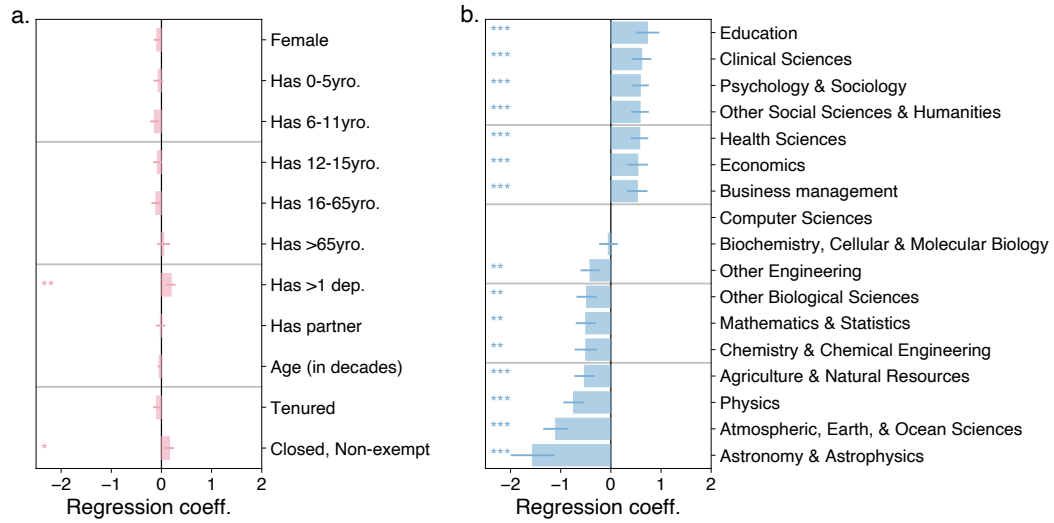 a.
Female
Has 0-5yro.
Has 6-11yro.
Has 12-15yro.
Has 16-65yro.
Has >65yro.
** Has >1 dep.
Has partner
Age (in decades)
Tenured
* Closed, Non-exempt
−2 −1 0 1 2
Regression coeff.
b.
*** Education
*** Clinical Sciences
*** Psychology & Sociology
*** Other Social Sciences & Humanities
*** Health Sciences
*** Economics
*** Business management
Computer Sciences
Biochemistry, Cellular & Molecular Biology
** Other Engineering
** Other Biological Sciences
** Mathematics & Statistics
** Chemistry & Chemical Engineering
*** Agriculture & Natural Resources
*** Physics
*** Atmospheric, Earth, & Ocean Sciences
*** Astronomy & Astrophysics
−2 −1 0 1 2
Regression coeff.